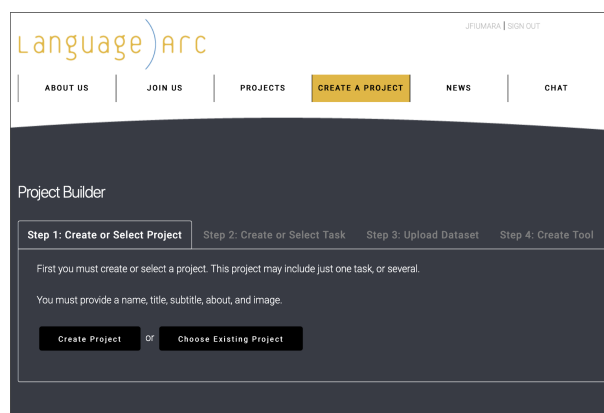 JFIUMARA | SIGN OUT
Language)Arc
ABOUT US JOIN US PROJECTS CREATE A PROJECT NEWS CHAT
Project Builder
Step 1: Create or Select Project Step 2: Create or Select Task Step 3: Upload Dataset Step 4: Create Tool
First you must create or select a project. This project may include just one task, or several.
You must provide a name, title, subtitle, about, and image.
Create Project or Choose Existing Project